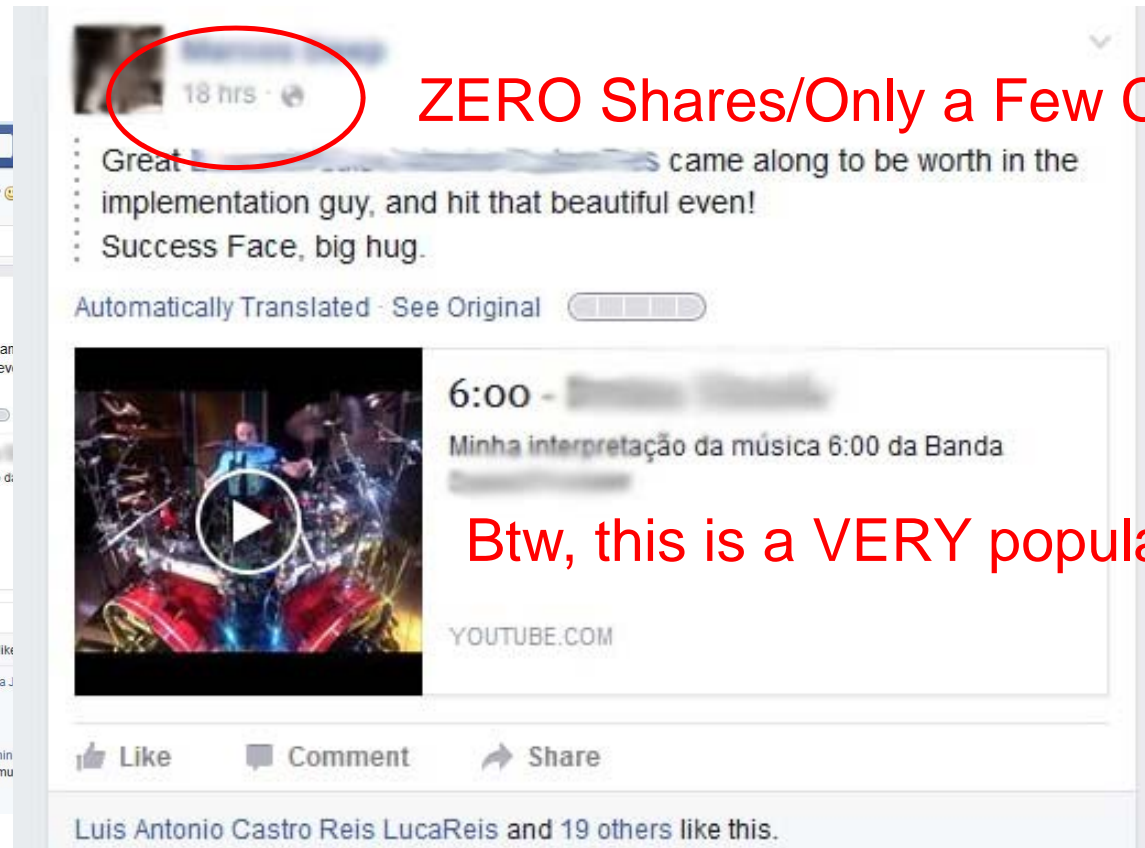 18 hrs ·
ZERO Shares/Only a Few
Great came along to be worth in the
implementation guy, and hit that beautiful even!
Success Face, big hug.
Automatically Translated · See Original
6:00 -
Minha interpretação da música 6:00 da Banda
Btw, this is a VERY
YOUTUBE.COM
Like Comment Share
Luis Antonio Castro Reis LucaReis and 19 others like this.